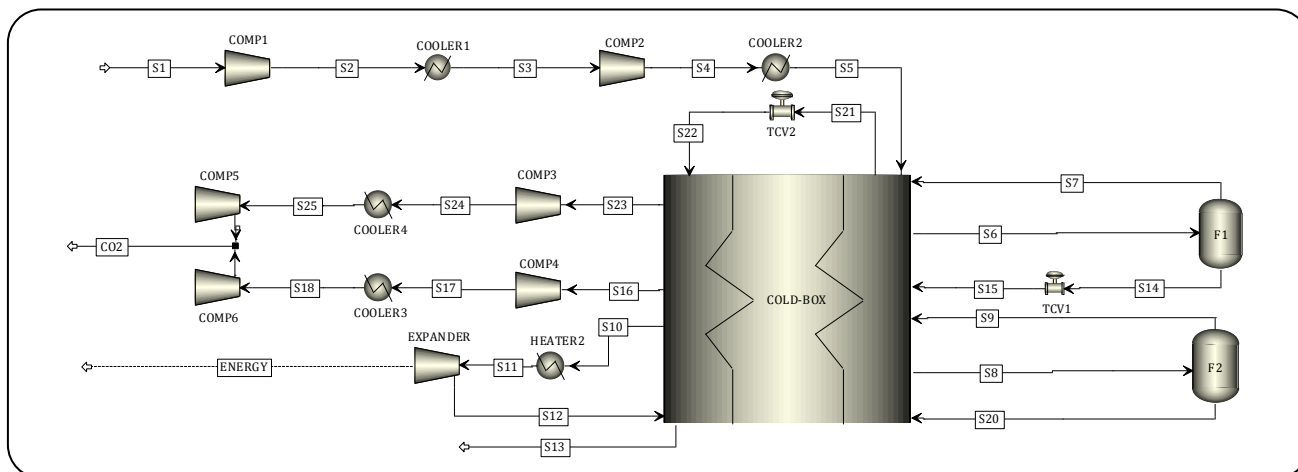 COMP1
COOLER1
COMP2
COOLER2
S1
S2
S3
S4
S5
S21
S22
TCV2
COMP5
COMP3
S7
S25
S24
S23
COOLER4
S6
F1
CO2
COMP4
S18
S17
S16
S15
TCV1
S14
COMP6
COOLER3
COLD-BOX
S10
S9
EXPANDER
HEATER2
ENERGY
S11
S8
F2
S12
S20
S13